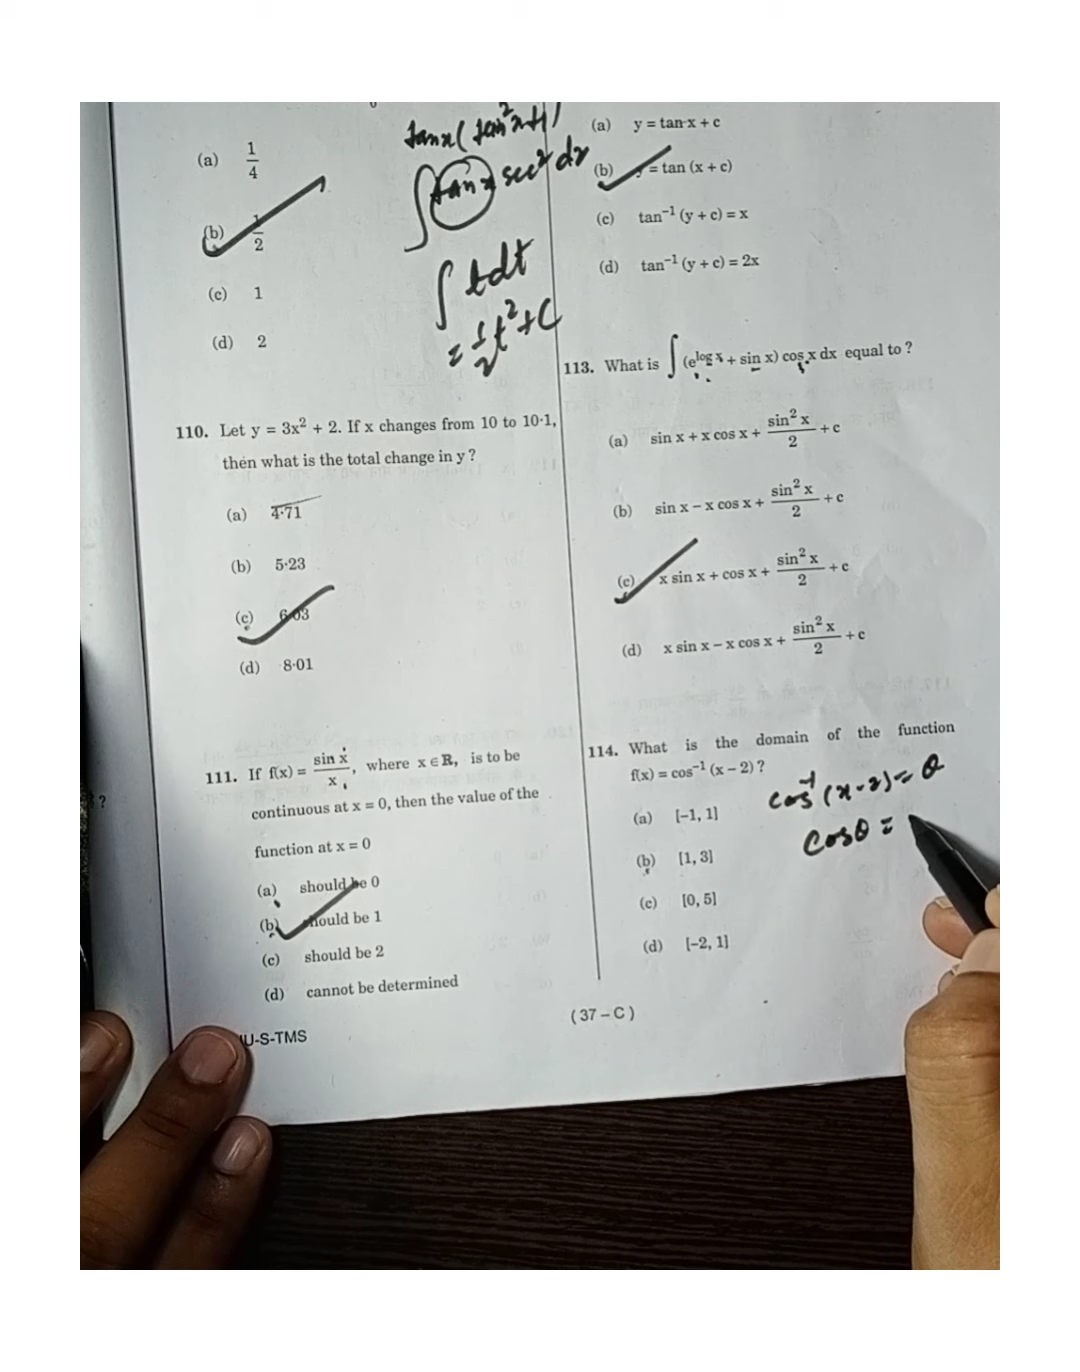 (a) 1/4
(b) 1/2
(c) 1
(d) 2
tanx(tan²x+1)
∫tanx sec² dx
∫ t dt
= 1/2 t² + C
110. Let y = 3x² + 2. If x changes from 10 to 10·1,
then what is the total change in y ?
(a) 4·71
(b) 5·23
(c) 6·03
(d) 8·01
111. If f(x) = sin x / x, where x ∈ R, is to be
continuous at x = 0, then the value of the
function at x = 0
(a) should be 0
(b) should be 1
(c) should be 2
(d) cannot be determined
U-S-TMS
?
(a) y = tan x + c
(b) y = tan (x + c)
(c) tan⁻¹ (y + c) = x
(d) tan⁻¹ (y + c) = 2x
113. What is ∫ (e^(log x) + sin x) cos x dx equal to ?
(a) sin x + x cos x + sin² x / 2 + c
(b) sin x – x cos x + sin² x / 2 + c
(c) x sin x + cos x + sin² x / 2 + c
(d) x sin x – x cos x + sin² x / 2 + c
114. What is the domain of the function
f(x) = cos⁻¹ (x – 2) ?
cos⁻¹(x-2) = θ
cosθ =
(a) [–1, 1]
(b) [1, 3]
(c) [0, 5]
(d) [–2, 1]
( 37 – C )